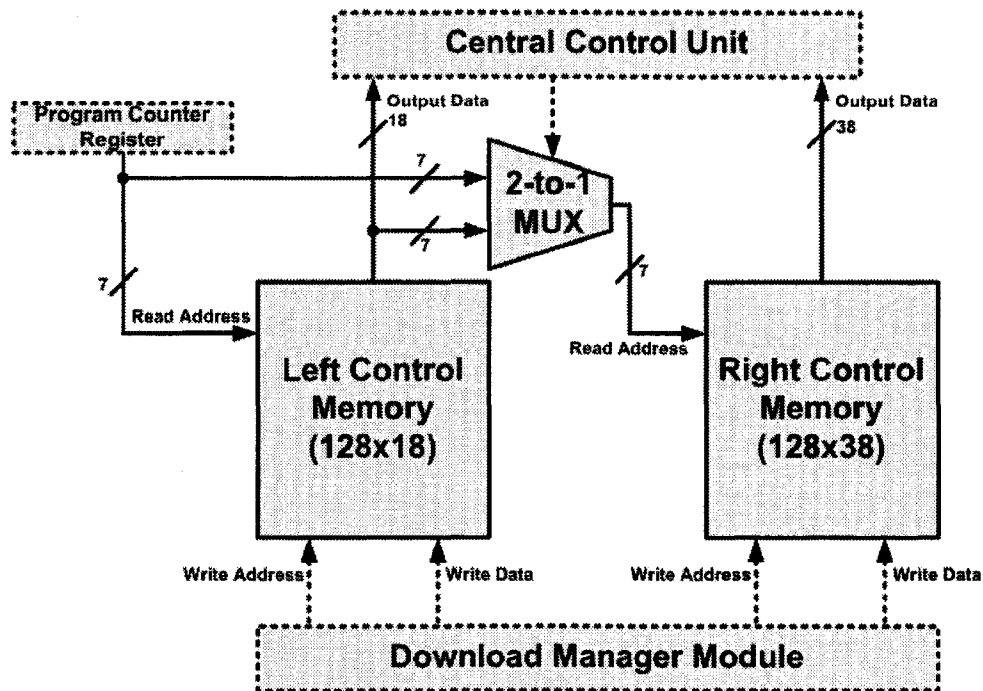 Central Control Unit
Program Counter
Register
Output Data
18
Output Data
38
7
2-to-1
MUX
7
7
7
Read Address
Read Address
Left Control
Memory
(128x18)
Right Control
Memory
(128x38)
Write Address
Write Data
Write Address
Write Data
Download Manager Module